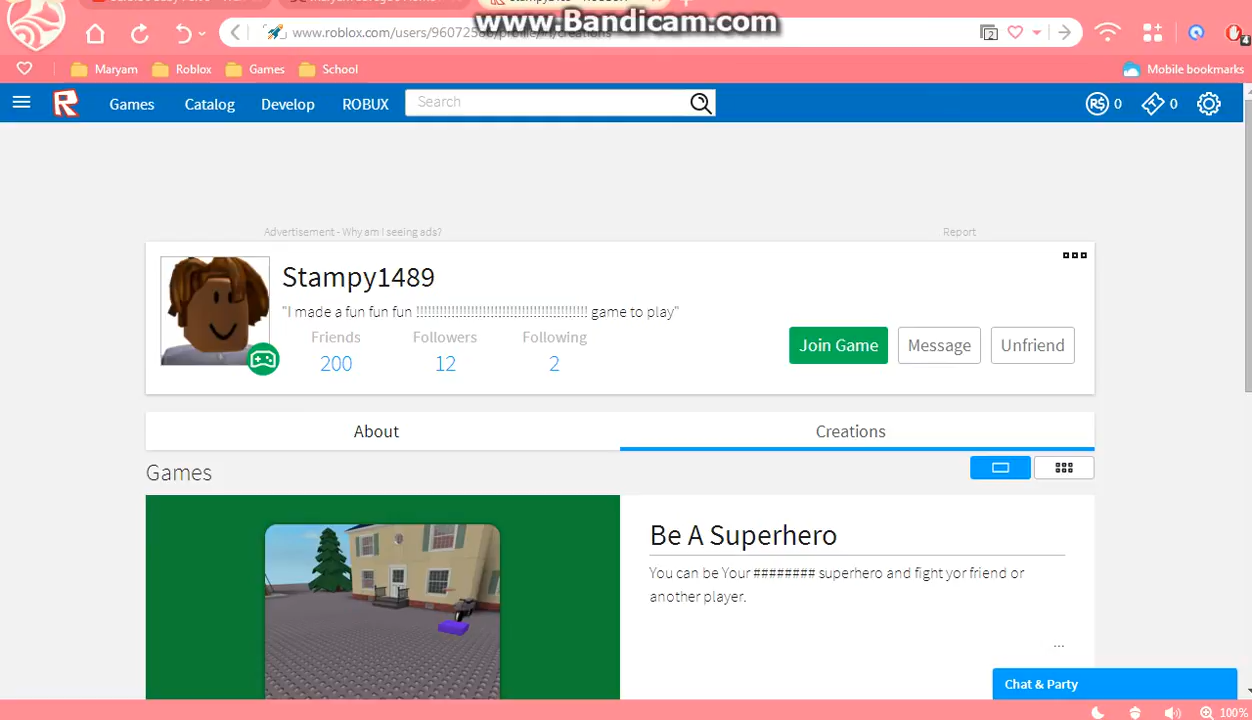 www.Bandicam.com
www.roblox.com/users/960725
Maryam Roblox Games School Mobile bookmarks
Games Catalog Develop ROBUX Search R$ 0 0
Advertisement - Why am I seeing ads? Report
Stampy1489
"I made a fun fun fun !!!!!!!!!!!!!!!!!!!!!!!!!!!!!!!!!!!!!!!!!!! game to play"
Friends Followers Following
200 12 2
Join Game Message Unfriend
About Creations
Games
Be A Superhero
You can be Your ######## superhero and fight yor friend or
another player.
...
Chat & Party
100%